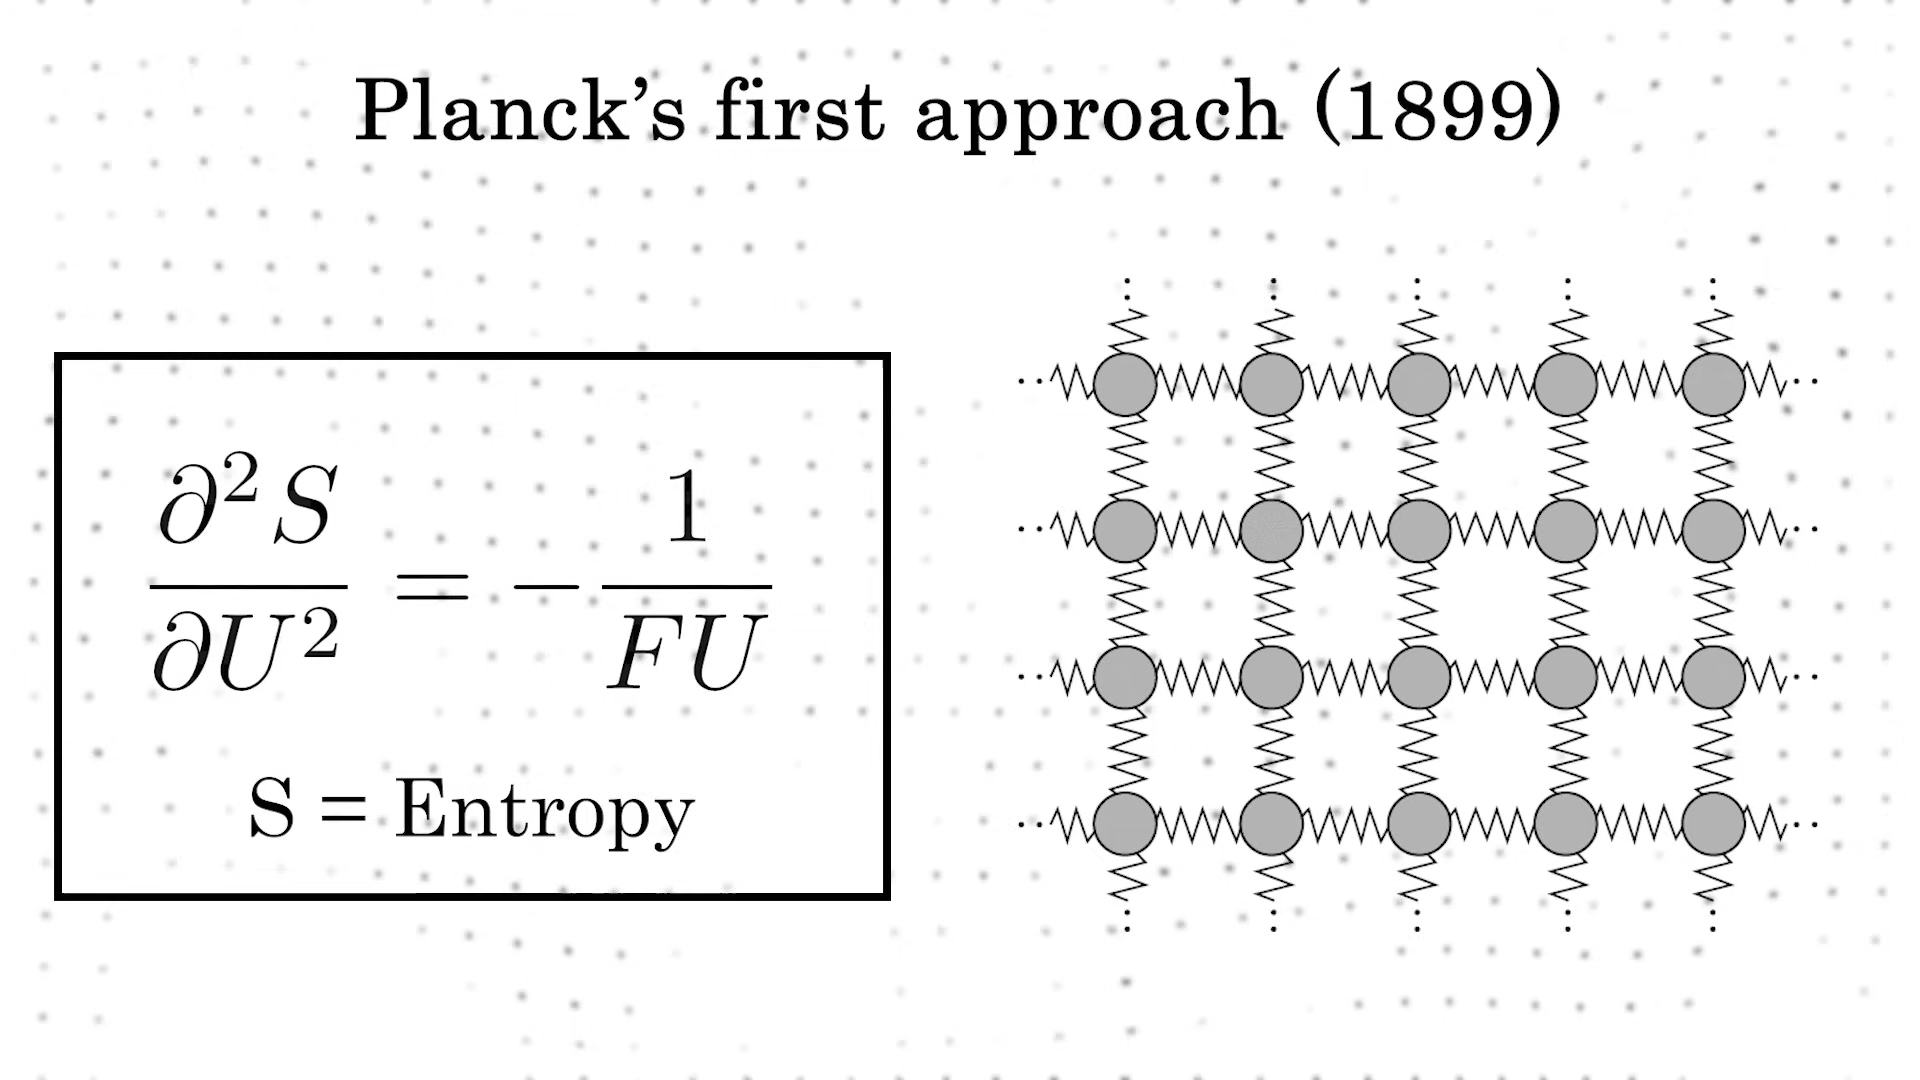 Planck’s first approach (1899)
∂²S/∂U² = −1/FU
S = Entropy